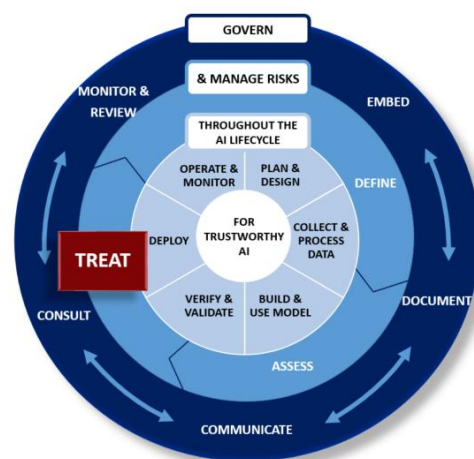 GOVERN
& MANAGE RISKS
MONITOR &
REVIEW
EMBED
THROUGHOUT THE
AI LIFECYCLE
OPERATE &
MONITOR
PLAN &
DESIGN
DEFINE
FOR
TRUSTWORTHY
AI
DEPLOY
COLLECT &
PROCESS
DATA
TREAT
VERIFY &
VALIDATE
BUILD &
USE MODEL
CONSULT
DOCUMENT
ASSESS
COMMUNICATE